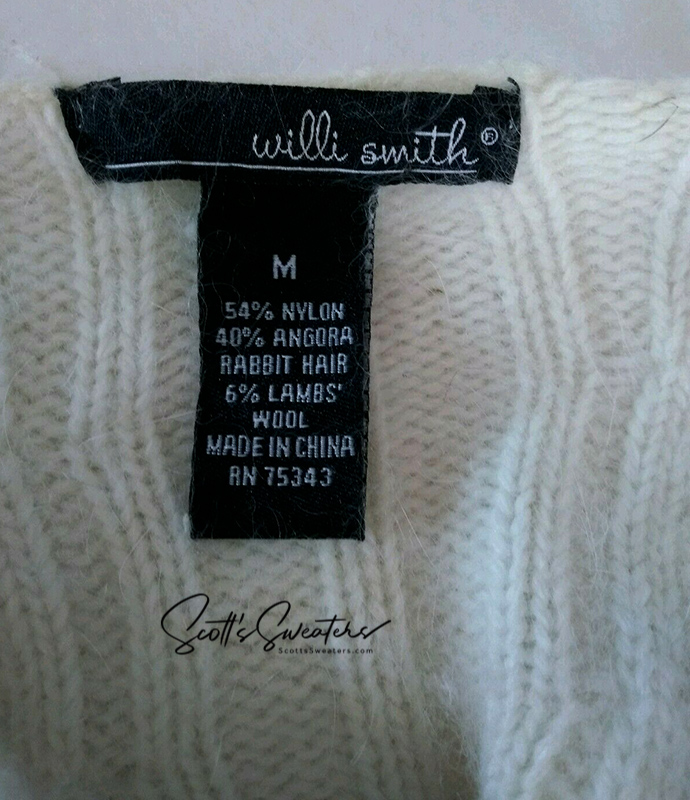 willi smith®
M
54% NYLON
40% ANGORA
RABBIT HAIR
6% LAMBS'
WOOL
MADE IN CHINA
RN 75343
Scott's Sweaters
ScottsSweaters.com